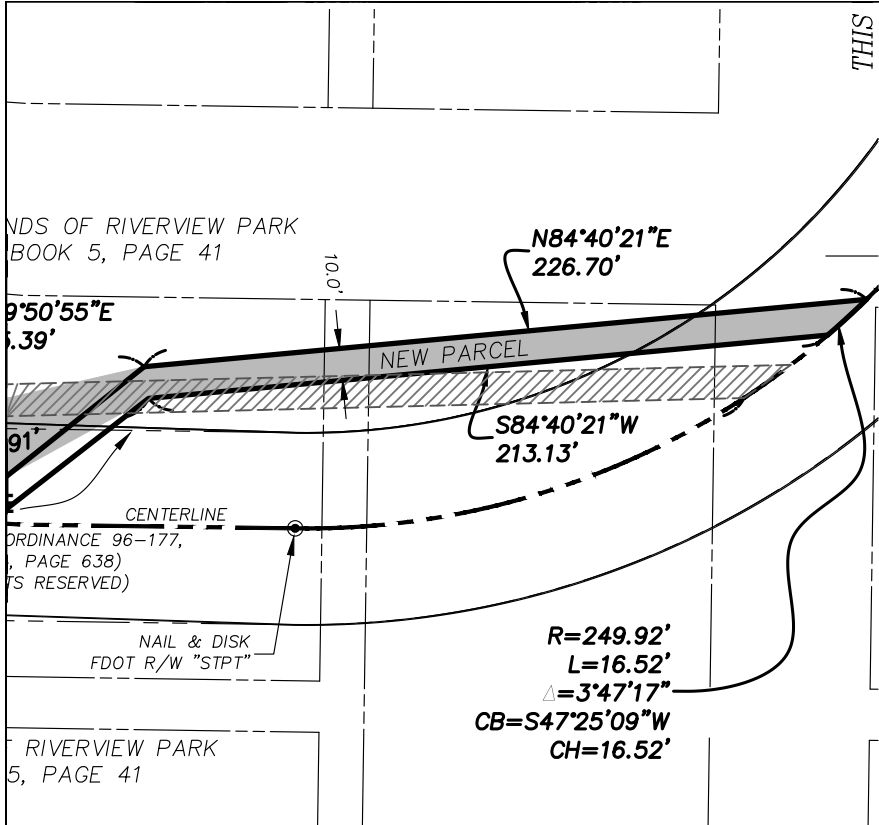 THIS
NDS OF RIVERVIEW PARK
BOOK 5, PAGE 41
N84°40'21"E
226.70'
10.0'
9°50'55"E
5.39'
NEW PARCEL
S84°40'21"W
213.13'
91'
CENTERLINE
ORDINANCE 96-177,
, PAGE 638)
TS RESERVED)
NAIL & DISK
FDOT R/W "STPT"
R=249.92'
L=16.52'
Δ=3°47'17"
CB=S47°25'09"W
CH=16.52'
RIVERVIEW PARK
5, PAGE 41